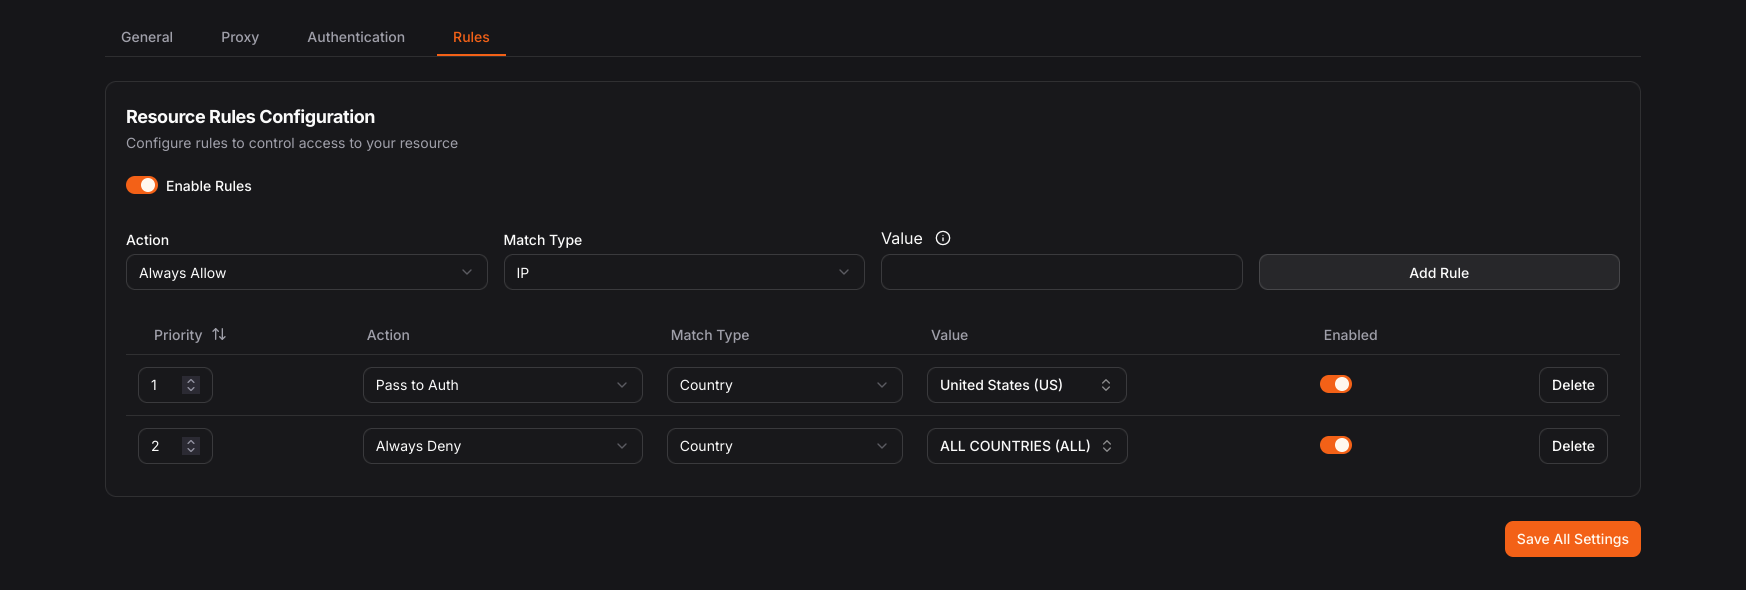 General Proxy Authentication Rules
Resource Rules Configuration
Configure rules to control access to your resource
Enable Rules
Action Match Type Value
Always Allow IP Add Rule
Priority Action Match Type Value Enabled
1 Pass to Auth Country United States (US) Delete
2 Always Deny Country ALL COUNTRIES (ALL) Delete
Save All Settings